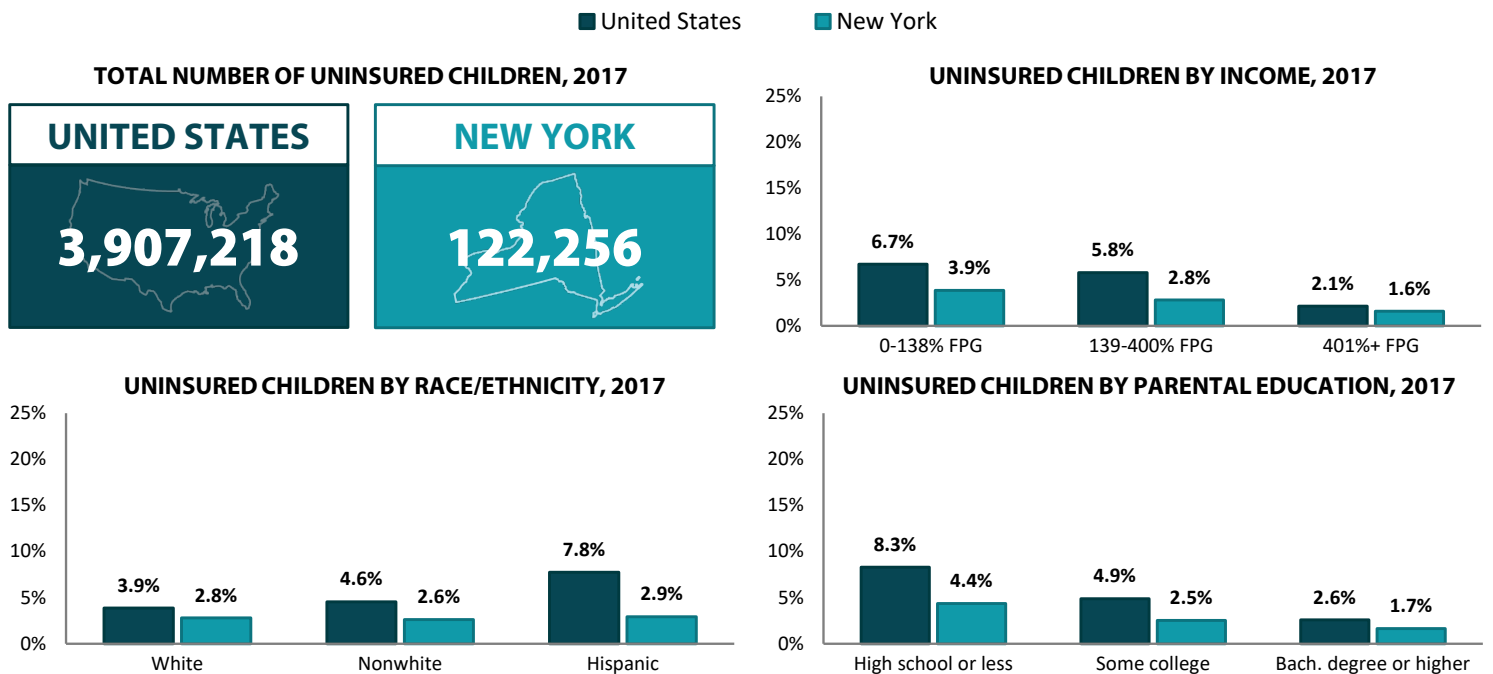 United States New York
TOTAL NUMBER OF UNINSURED CHILDREN, 2017
UNITED STATES
3,907,218
NEW YORK
122,256
UNINSURED CHILDREN BY INCOME, 2017
25%
20%
15%
10%
5%
0%
6.7% 3.9% 5.8% 2.8% 2.1% 1.6%
0-138% FPG 139-400% FPG 401%+ FPG
UNINSURED CHILDREN BY RACE/ETHNICITY, 2017
25%
20%
15%
10%
5%
0%
3.9% 2.8% 4.6% 2.6% 7.8% 2.9%
White Nonwhite Hispanic
UNINSURED CHILDREN BY PARENTAL EDUCATION, 2017
25%
20%
15%
10%
5%
0%
8.3% 4.4% 4.9% 2.5% 2.6% 1.7%
High school or less Some college Bach. degree or higher